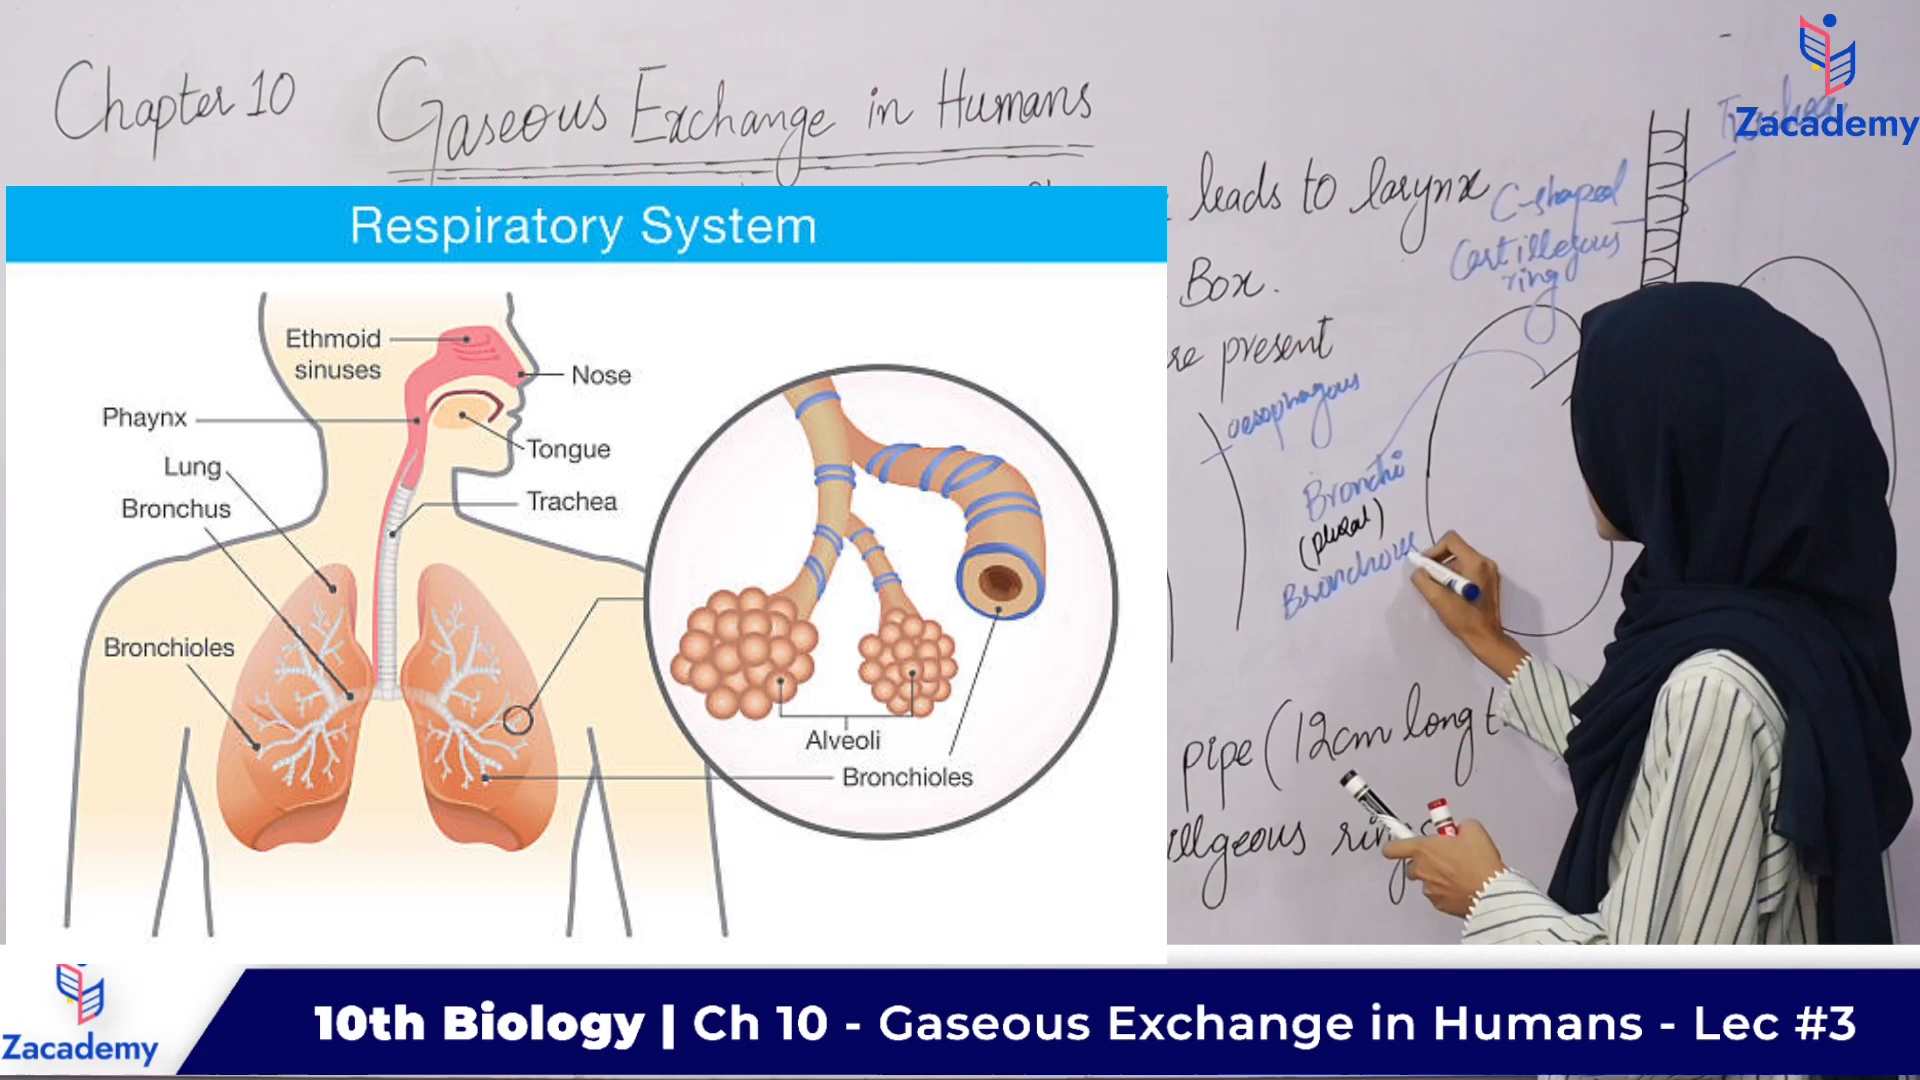 Chapter 10
Gaseous Exchange in Humans
Zacademy
leads to larynx
C-shaped
Cartillegous
ring
Box.
present
oesophagous
Bronchi
(plural)
Bronchous
pipe (12cm long
rings
Respiratory System
Ethmoid
sinuses
Nose
Phaynx
Tongue
Lung
Trachea
Bronchus
Bronchioles
Alveoli
Bronchioles
Zacademy
10th Biology | Ch 10 - Gaseous Exchange in Humans - Lec #3